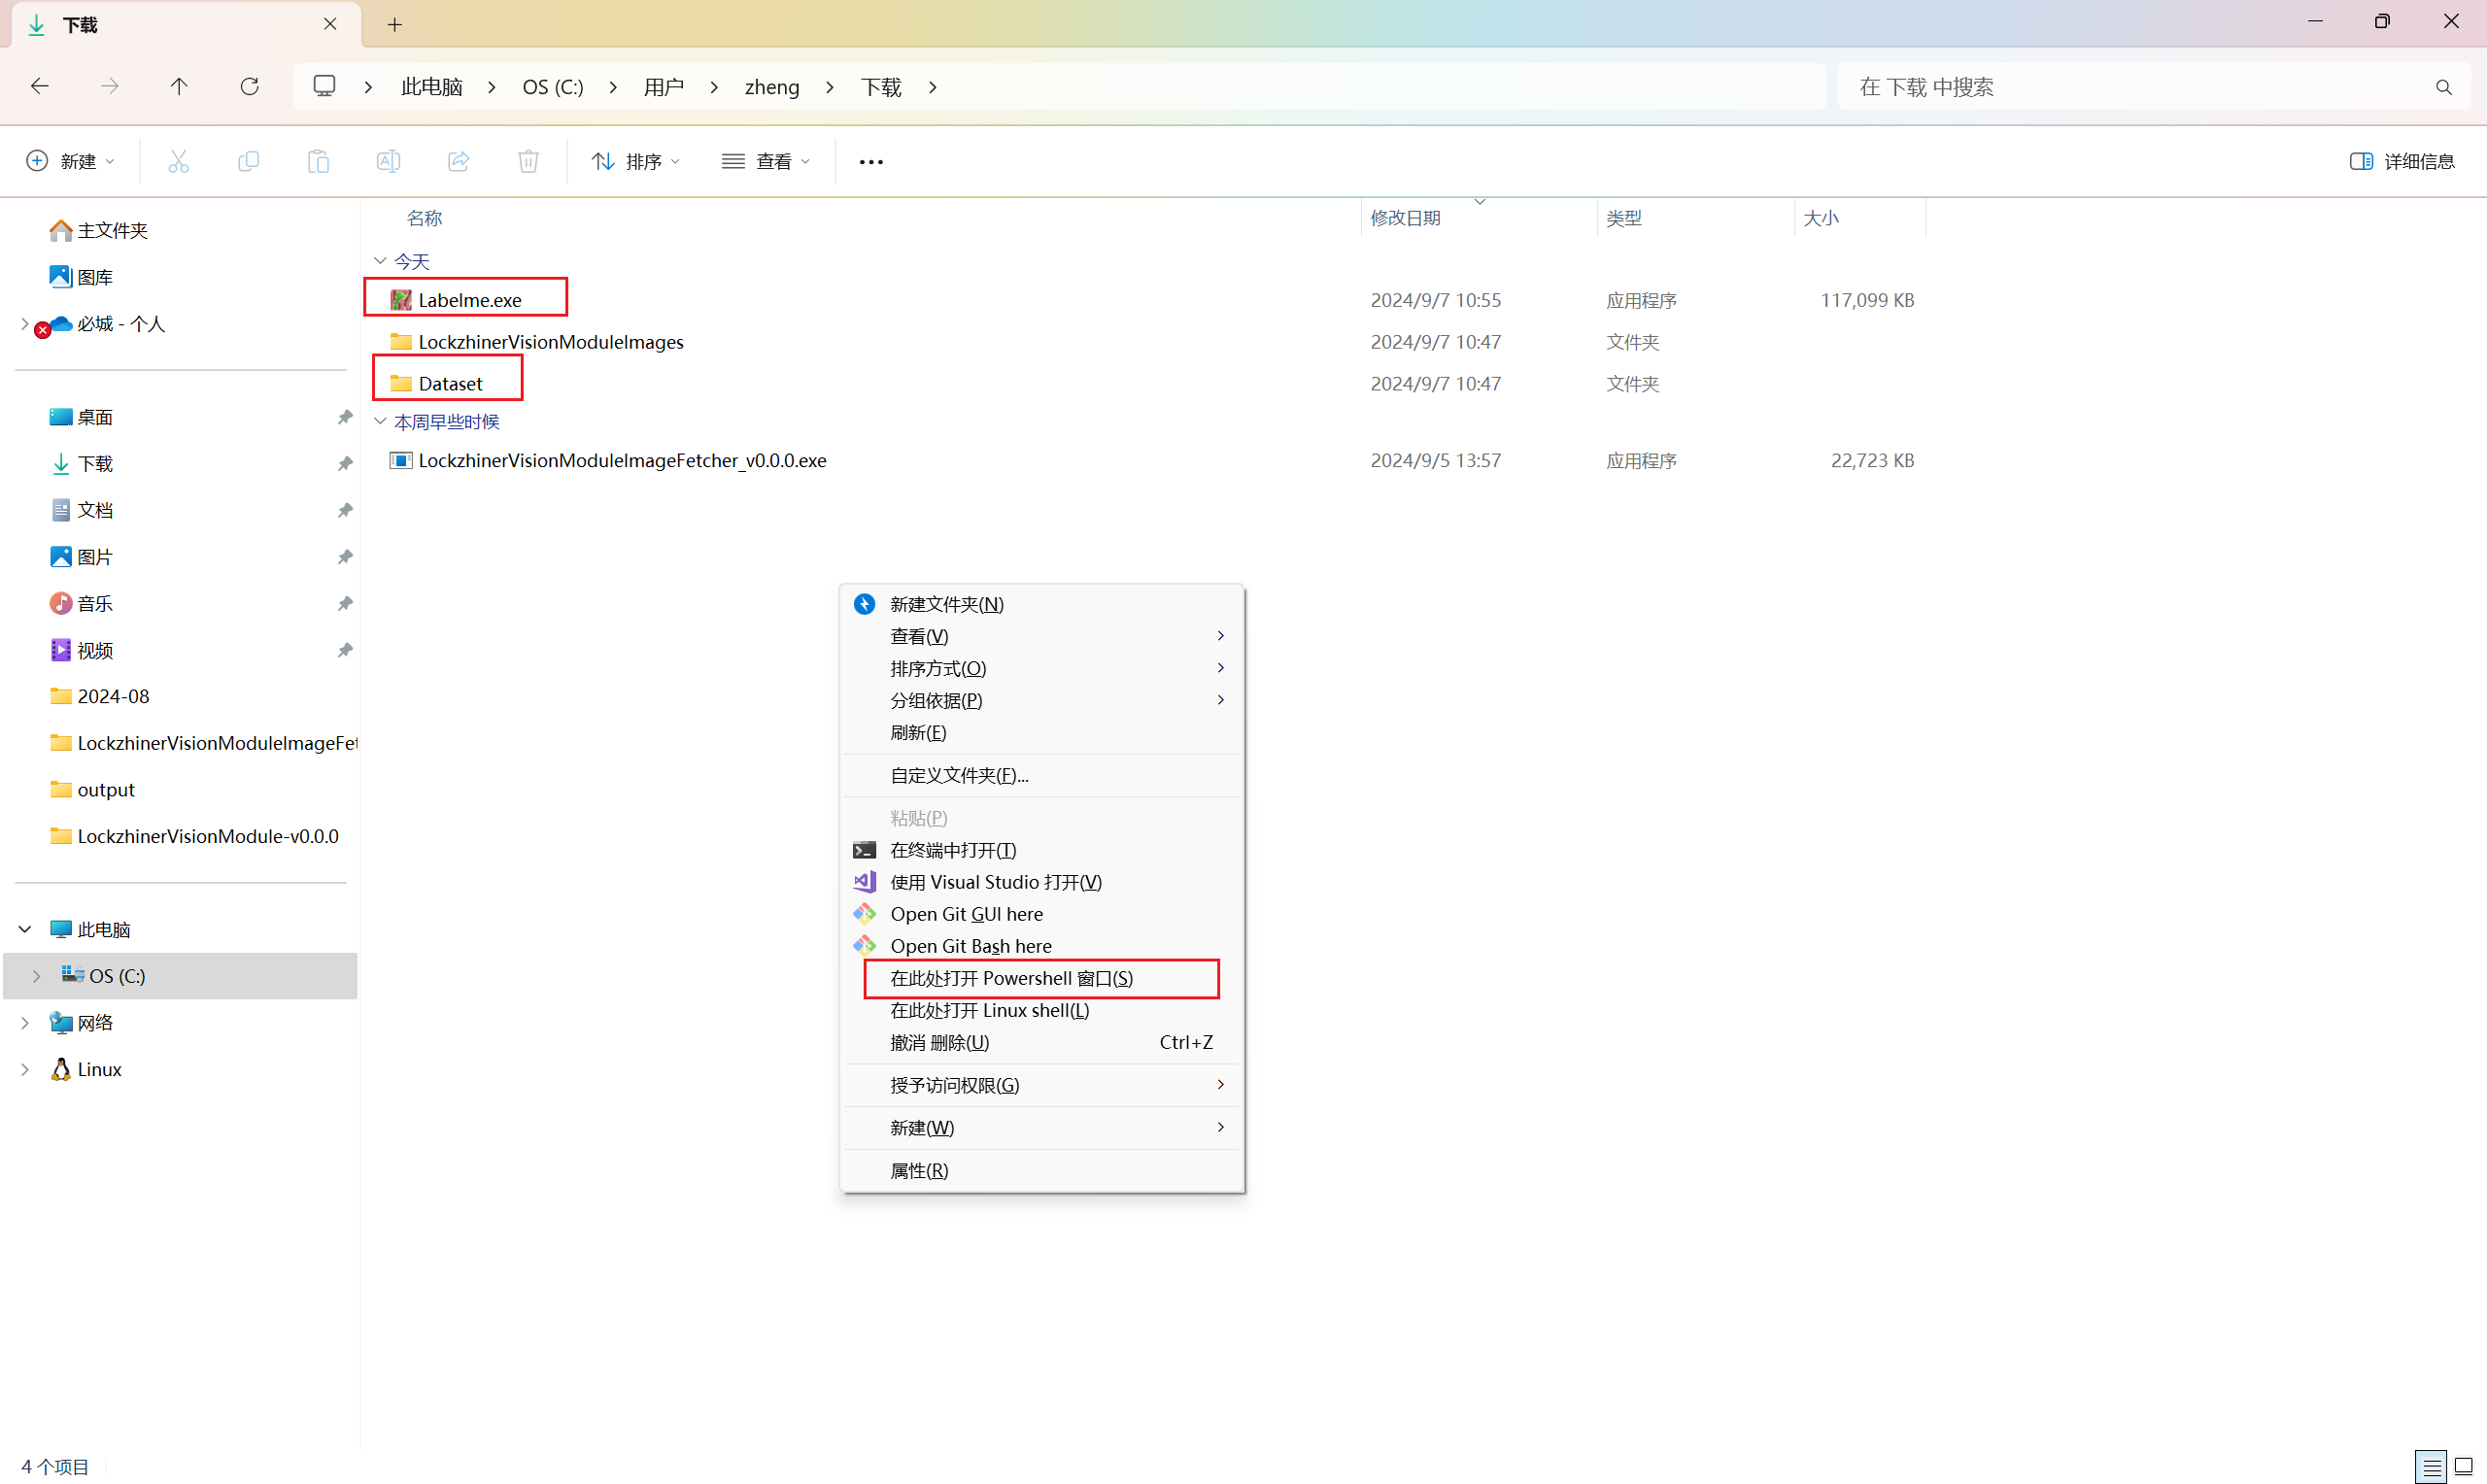 下载
此电脑 OS (C:) 用户 zheng 下载
在 下载 中搜索
新建 排序 查看 详细信息
名称 修改日期 类型 大小
主文件夹
图库
必城 - 个人
桌面
下载
文档
图片
音乐
视频
2024-08
LockzhinerVisionModuleImageFet
output
LockzhinerVisionModule-v0.0.0
此电脑
OS (C:)
网络
Linux
今天
Labelme.exe 2024/9/7 10:55 应用程序 117,099 KB
LockzhinerVisionModuleImages 2024/9/7 10:47 文件夹
Dataset 2024/9/7 10:47 文件夹
本周早些时候
LockzhinerVisionModuleImageFetcher_v0.0.0.exe 2024/9/5 13:57 应用程序 22,723 KB
新建文件夹(N)
查看(V)
排序方式(O)
分组依据(P)
刷新(E)
自定义文件夹(F)...
粘贴(P)
在终端中打开(T)
使用 Visual Studio 打开(V)
Open Git GUI here
Open Git Bash here
在此处打开 Powershell 窗口(S)
在此处打开 Linux shell(L)
撤消 删除(U) Ctrl+Z
授予访问权限(G)
新建(W)
属性(R)
4 个项目